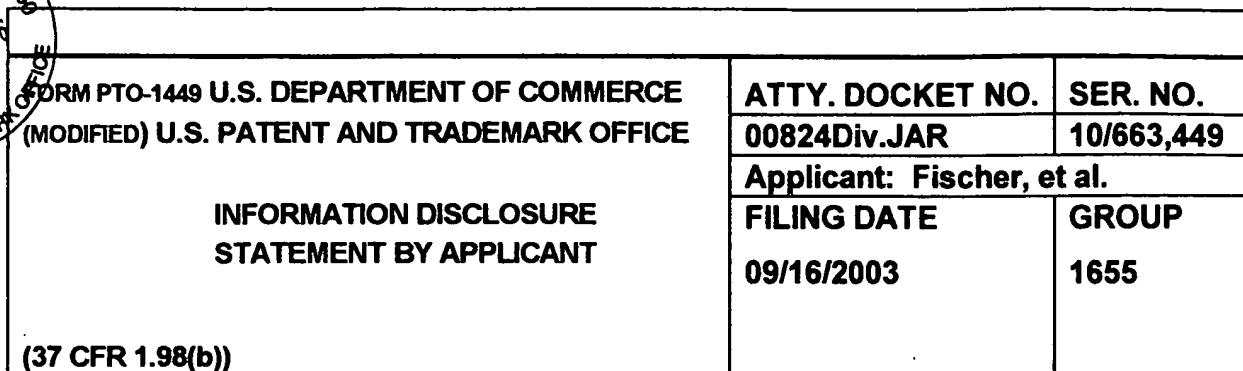 FORM PTO-1449 U.S. DEPARTMENT OF COMMERCE
(MODIFIED) U.S. PATENT AND TRADEMARK OFFICE
INFORMATION DISCLOSURE
STATEMENT BY APPLICANT
(37 CFR 1.98(b))
ATTY. DOCKET NO.
SER. NO.
00824Div.JAR
10/663,449
Applicant: Fischer, et al.
FILING DATE
GROUP
09/16/2003
1655
OFFICE